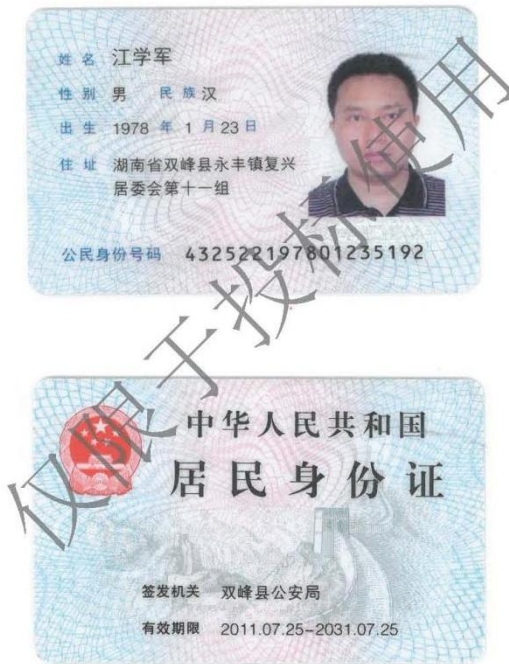 姓名 江学军
性别 男 民族 汉
出生 1978 年 1 月 23 日
住址 湖南省双峰县永丰镇复兴
居委会第十一组
公民身份号码 432522197801235192
仅限于投标使用
中华人民共和国
居民身份证
签发机关 双峰县公安局
有效期限 2011.07.25-2031.07.25